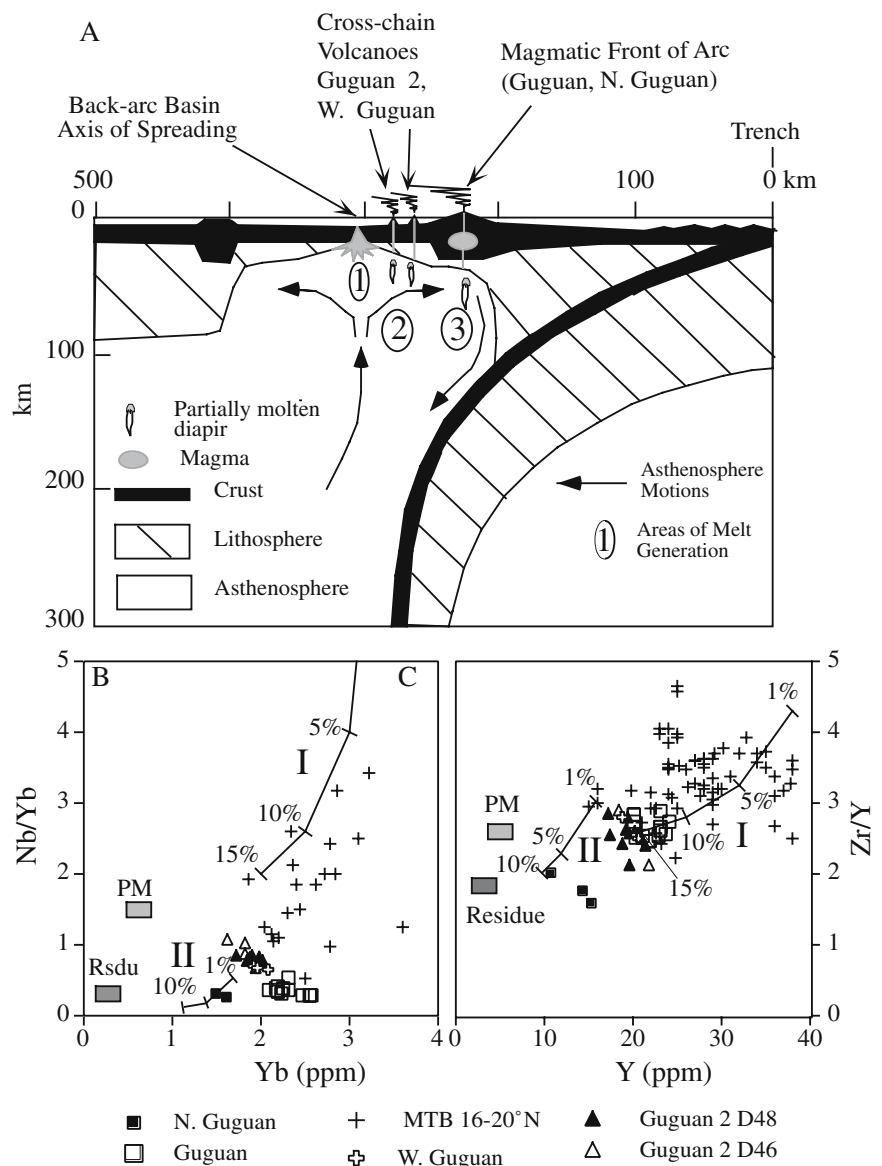 A
Cross-chain
Volcanoes
Guguan 2,
W. Guguan
Magmatic Front of Arc
(Guguan, N. Guguan)
Back-arc Basin
Axis of Spreading
Trench
500
100
0 km
0
100
200
300
km
1
2
3
Partially molten
diapir
Magma
Crust
Lithosphere
Asthenosphere
Asthenosphere
Motions
1
Areas of Melt
Generation
B
5
4
3
2
1
0
Nb/Yb
5%
I
10%
15%
PM
Rsdu
II
1%
10%
0
1
2
3
4
Yb (ppm)
C
1%
5%
I
10%
15%
1%
5%
10%
II
PM
Residue
0
10
20
30
40
Y (ppm)
5
4
3
2
1
0
Zr/Y
N. Guguan
MTB 16-20°N
Guguan 2 D48
Guguan
W. Guguan
Guguan 2 D46